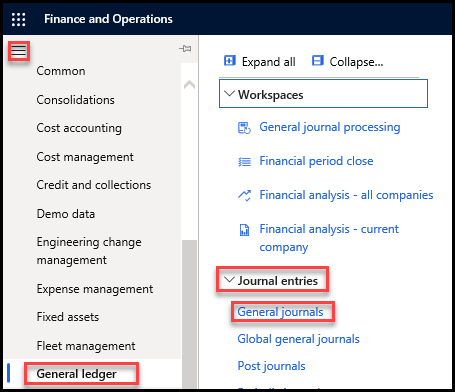 Finance and Operations
Common
Consolidations
Cost accounting
Cost management
Credit and collections
Demo data
Engineering change
management
Expense management
Fixed assets
Fleet management
General ledger
Expand all
Collapse...
Workspaces
General journal processing
Financial period close
Financial analysis - all companies
Financial analysis - current
company
Journal entries
General journals
Global general journals
Post journals